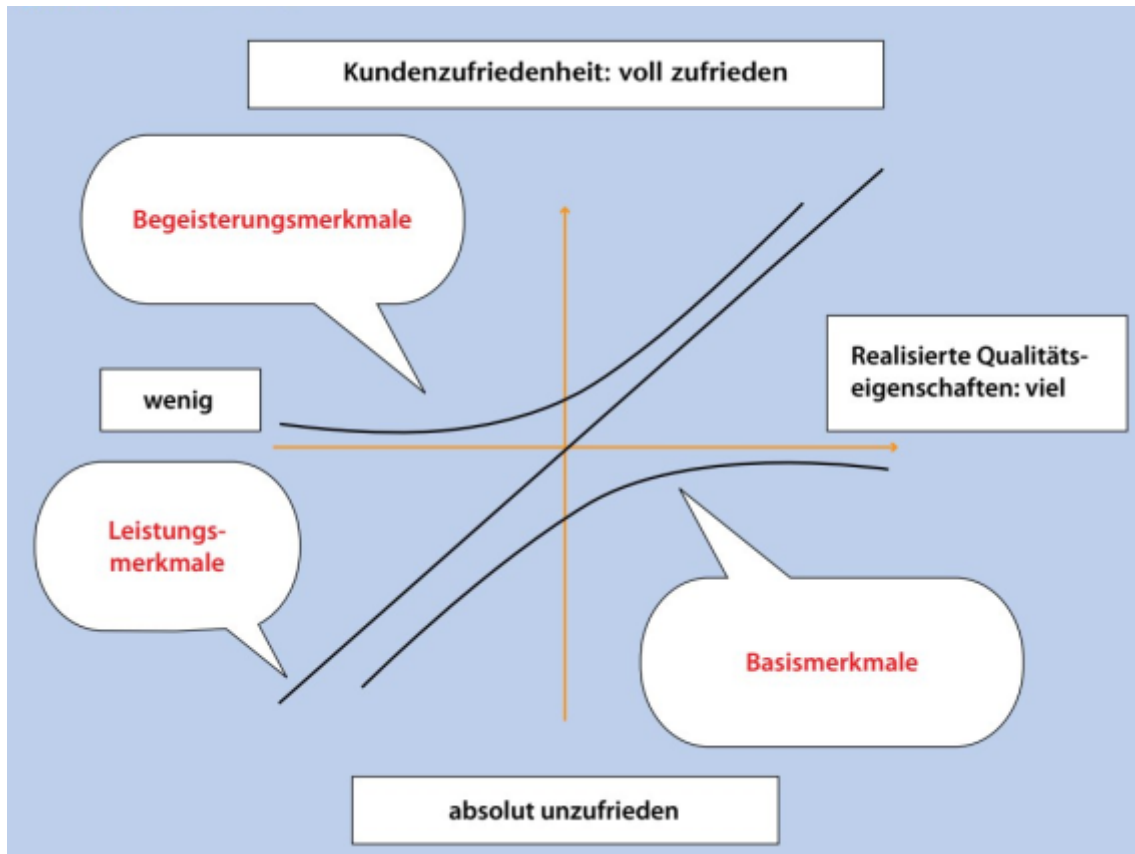 Kundenzufriedenheit: voll zufrieden
Begeisterungsmerkmale
Realisierte Qualitäts-
eigenschaften: viel
wenig
Leistungs-
merkmale
Basismerkmale
absolut unzufrieden